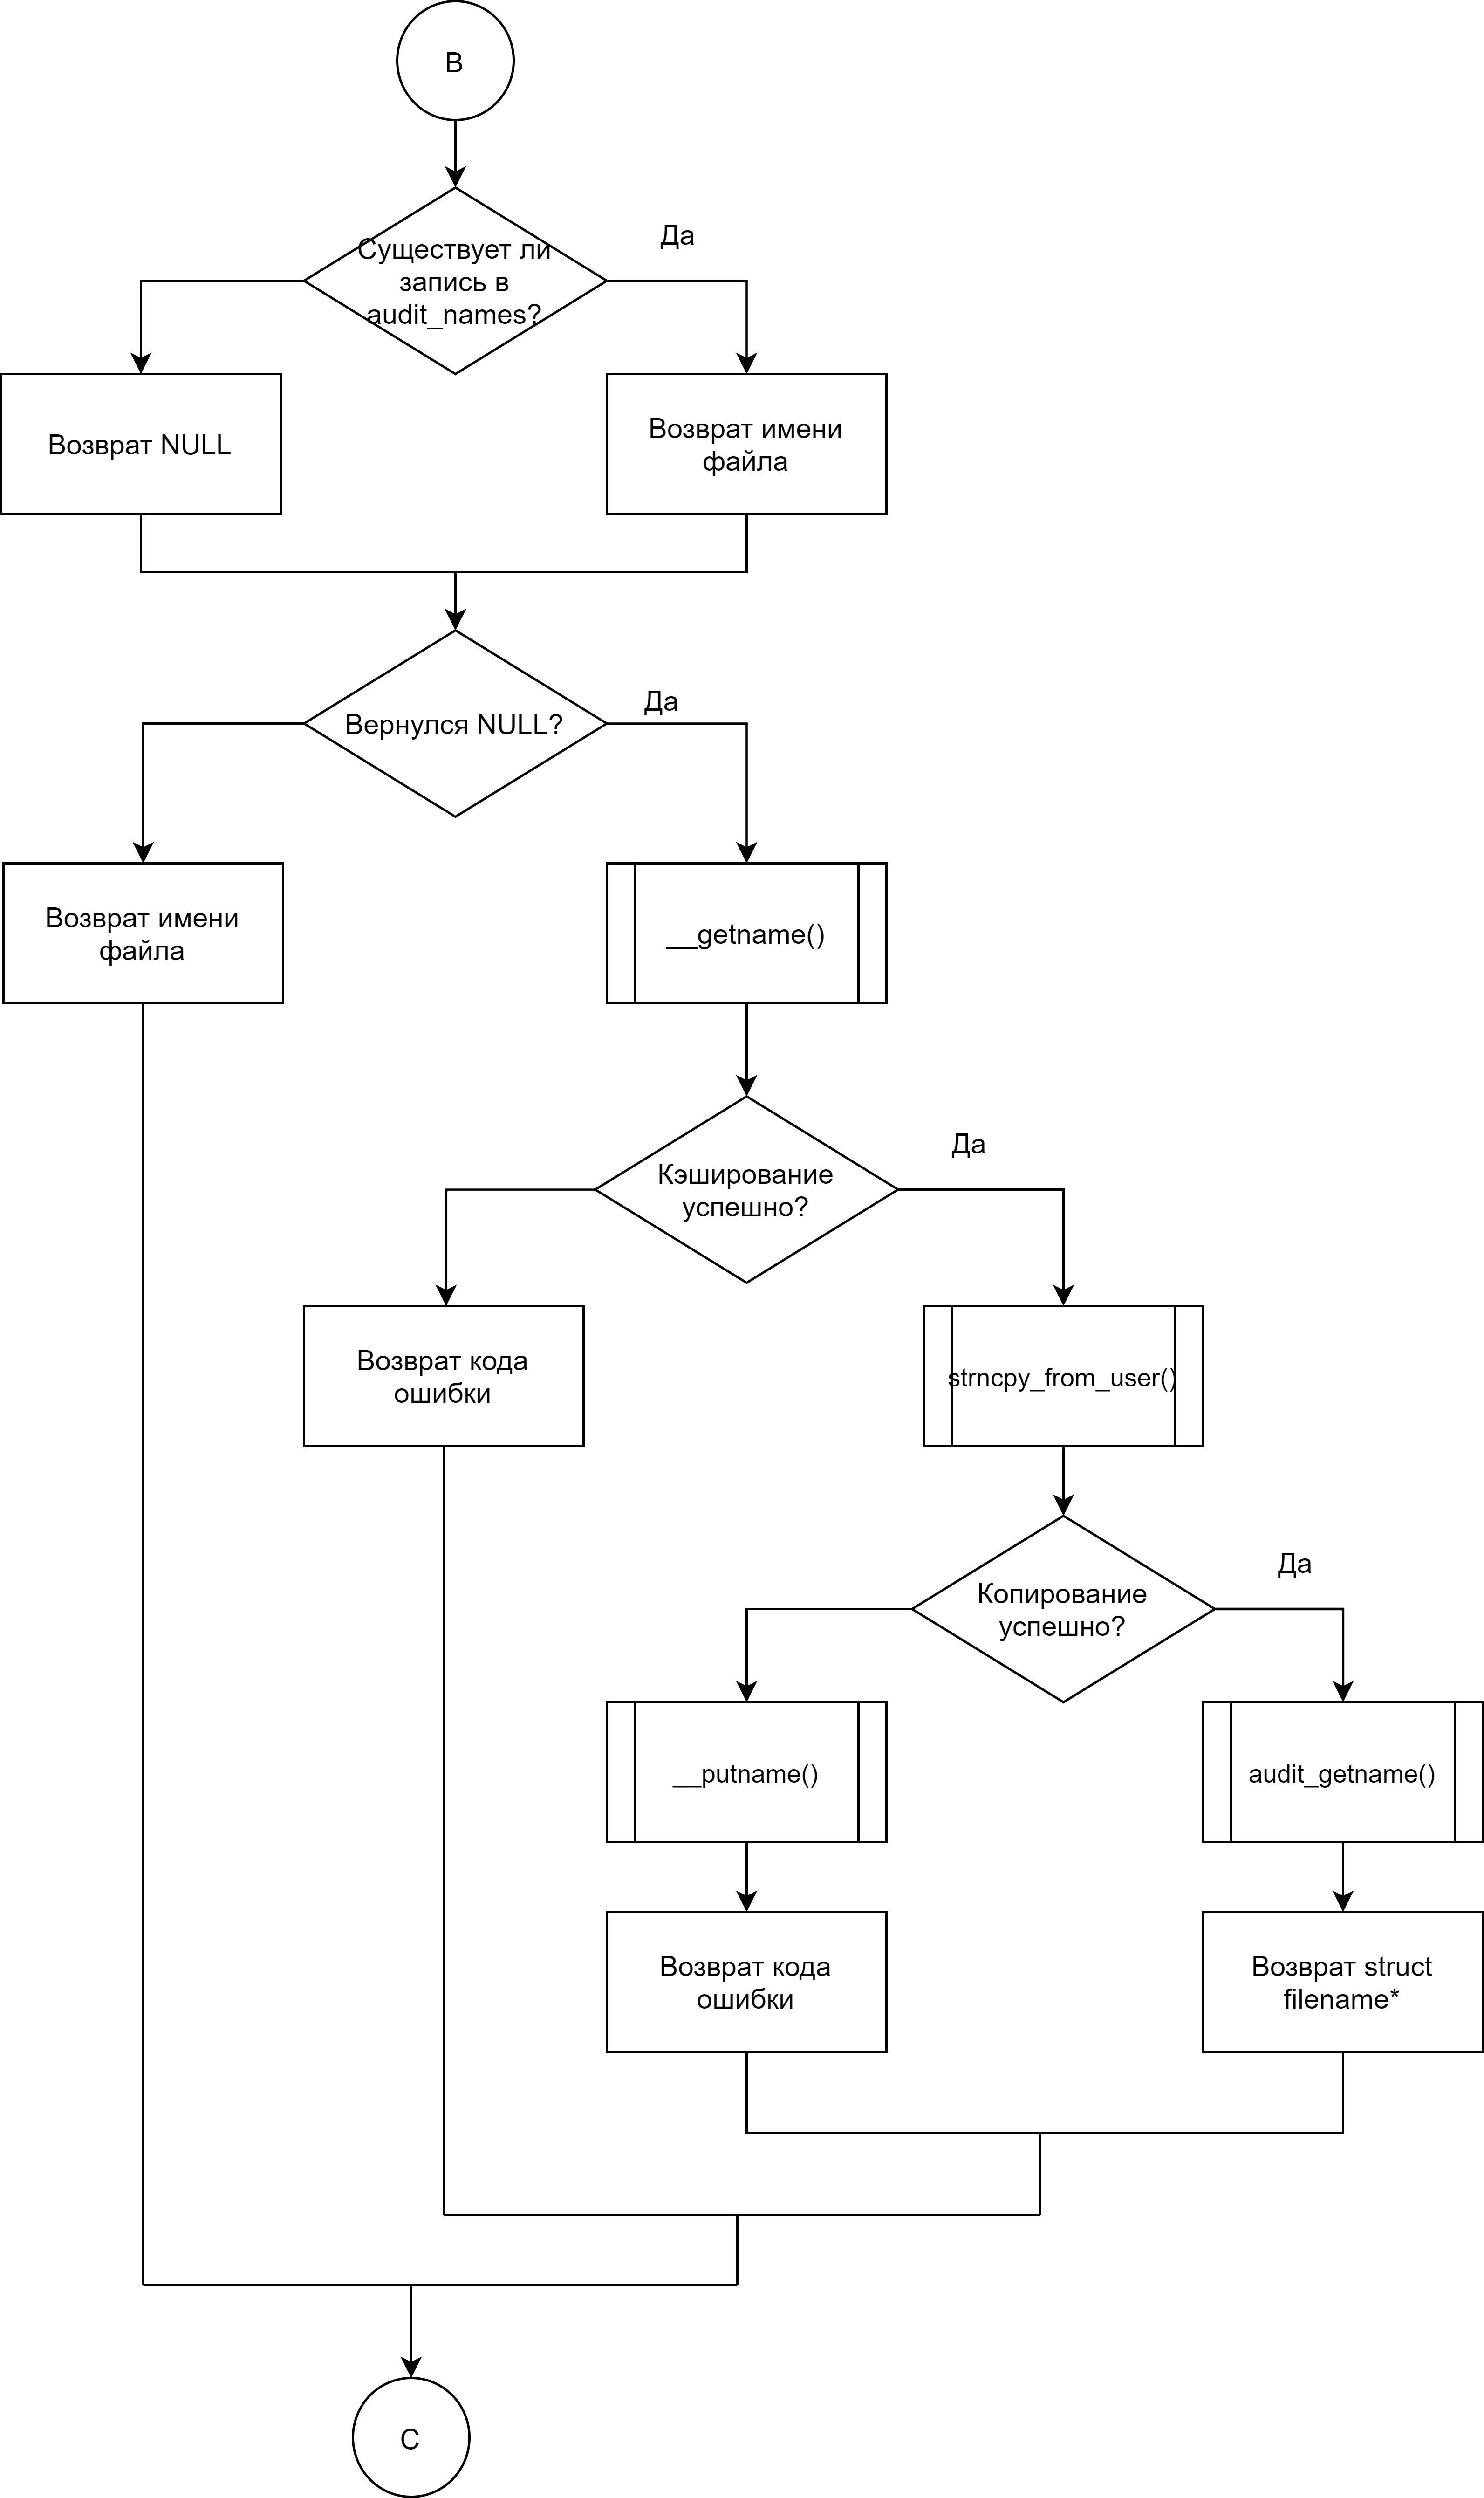 B
Да
Существует ли
запись в
audit_names?
Возврат NULL
Возврат имени
файла
Да
Вернулся NULL?
Возврат имени
файла
__getname()
Да
Кэширование
успешно?
Возврат кода
ошибки
strncpy_from_user()
Да
Копирование
успешно?
__putname()
audit_getname()
Возврат кода
ошибки
Возврат struct
filename*
C